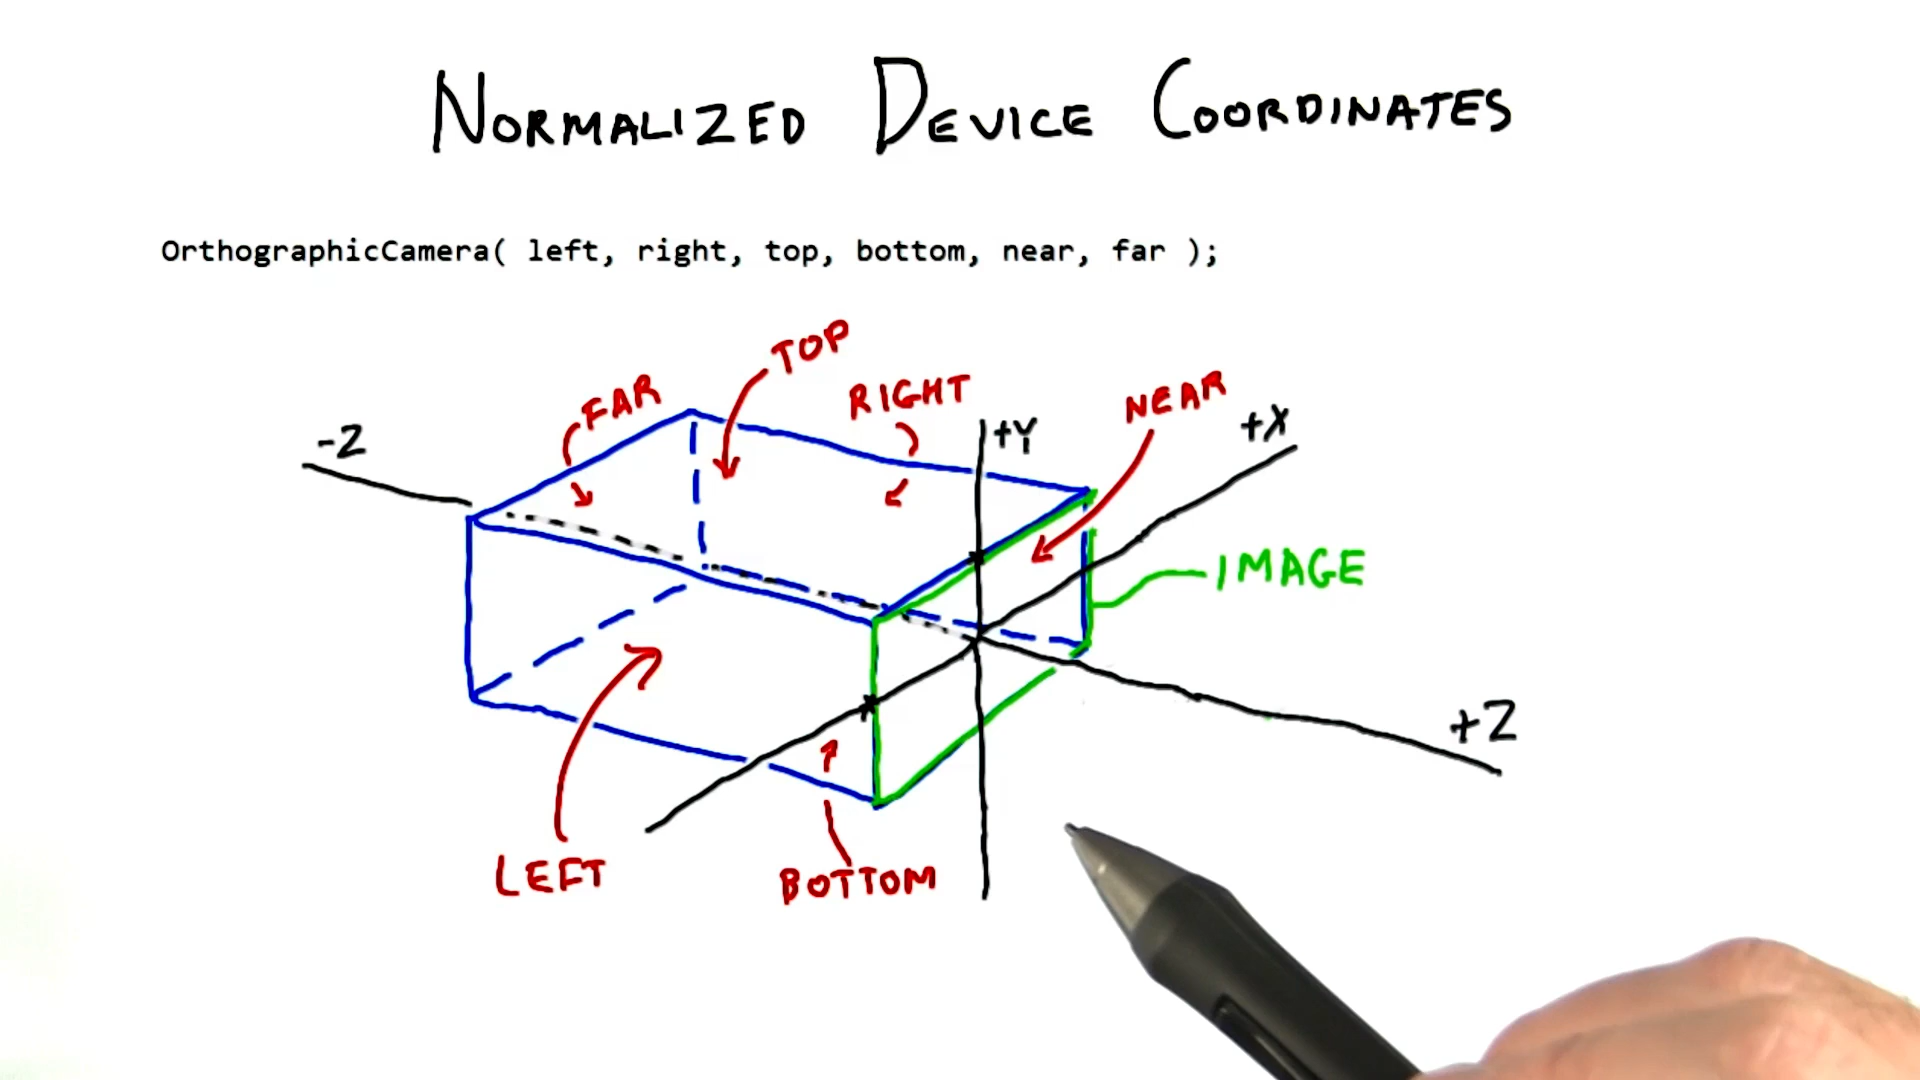 NORMALIZED DEVICE COORDINATES
OrthographicCamera( left, right, top, bottom, near, far );
TOP
FAR
RIGHT
NEAR
-Z
+Y
+X
IMAGE
+Z
LEFT
BOTTOM